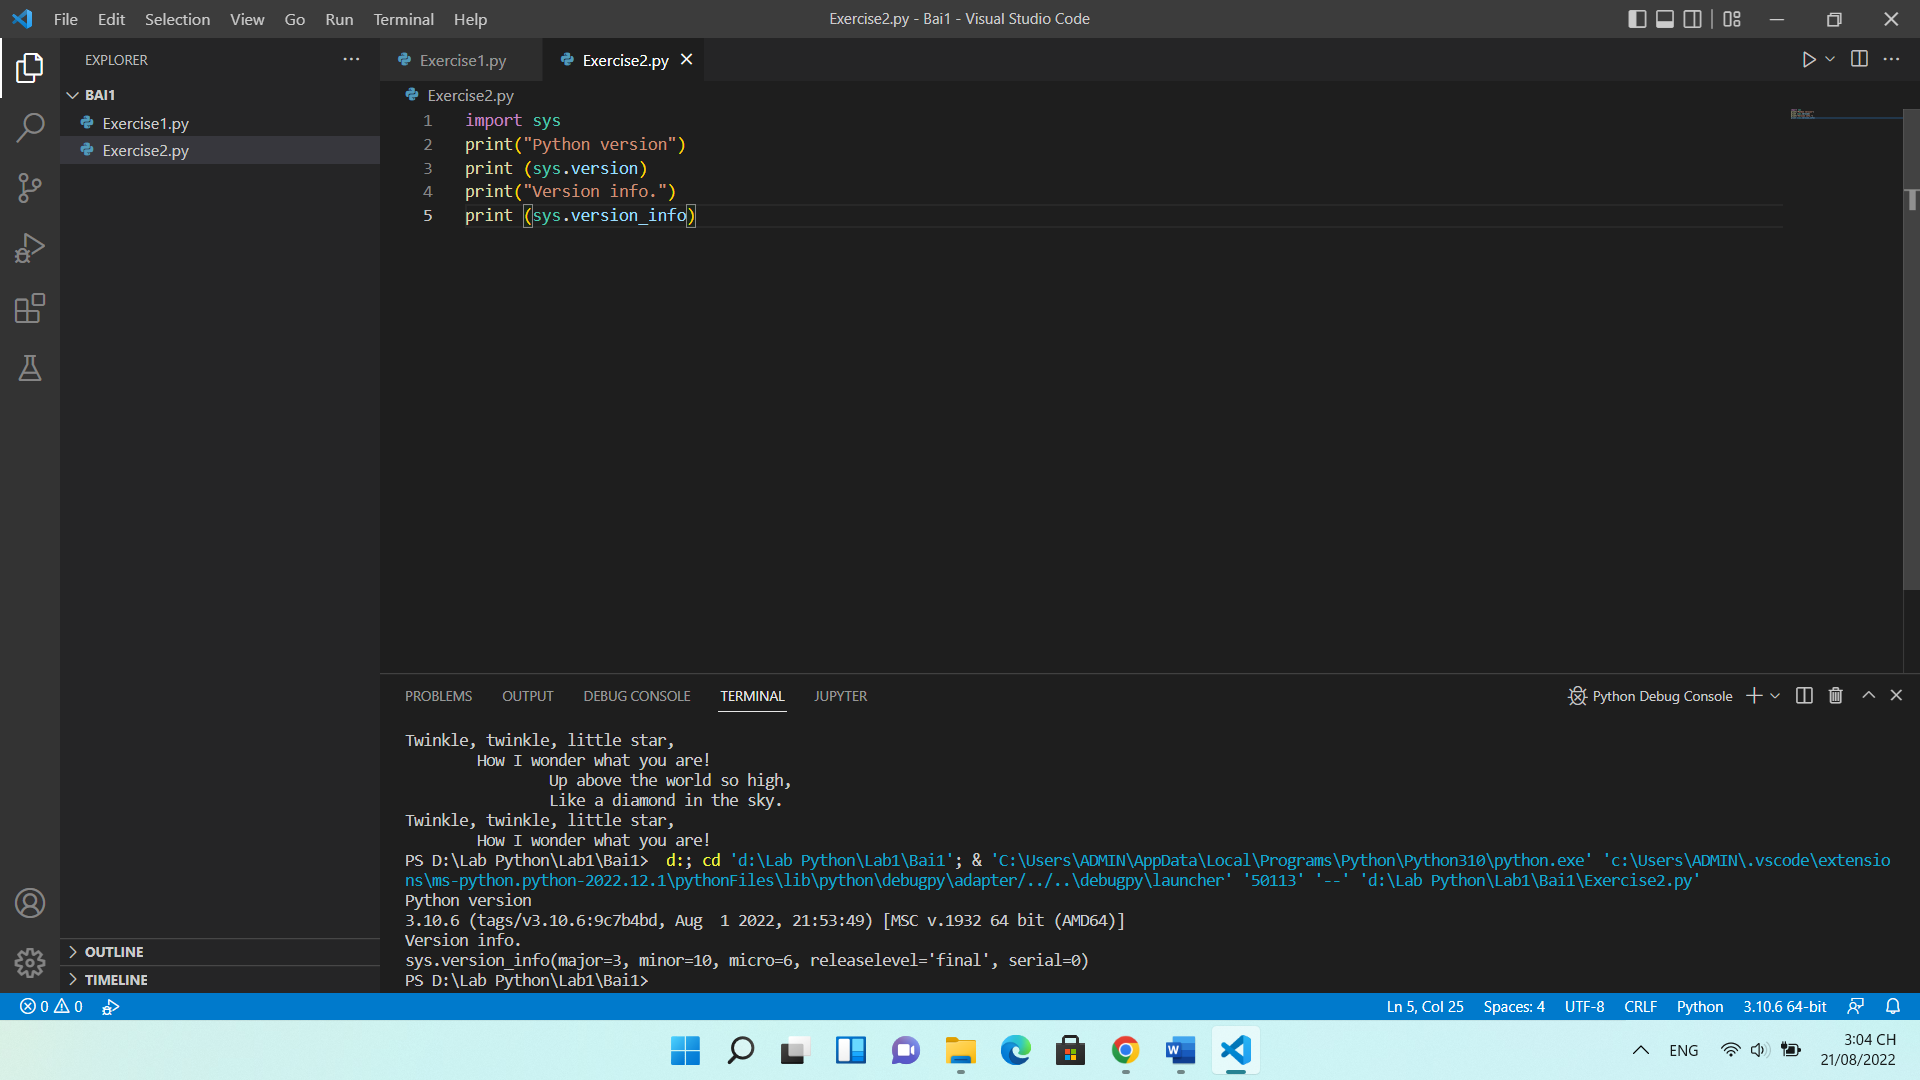 File Edit Selection View Go Run Terminal Help
Exercise2.py - Bai1 - Visual Studio Code
EXPLORER
BAI1
Exercise1.py
Exercise2.py
Exercise1.py
Exercise2.py
Exercise2.py
1 import sys
2 print("Python version")
3 print (sys.version)
4 print("Version info.")
5 print (sys.version_info)
OUTLINE
TIMELINE
PROBLEMS OUTPUT DEBUG CONSOLE TERMINAL JUPYTER
Python Debug Console
Twinkle, twinkle, little star,
How I wonder what you are!
Up above the world so high,
Like a diamond in the sky.
Twinkle, twinkle, little star,
How I wonder what you are!
PS D:\Lab Python\Lab1\Bai1>  d:; cd 'd:\Lab Python\Lab1\Bai1'; & 'C:\Users\ADMIN\AppData\Local\Programs\Python\Python310\python.exe' 'c:\Users\ADMIN\.vscode\extensio
ns\ms-python.python-2022.12.1\pythonFiles\lib\python\debugpy\adapter/../..\debugpy\launcher' '50113' '--' 'd:\Lab Python\Lab1\Bai1\Exercise2.py'
Python version
3.10.6 (tags/v3.10.6:9c7b4bd, Aug  1 2022, 21:53:49) [MSC v.1932 64 bit (AMD64)]
Version info.
sys.version_info(major=3, minor=10, micro=6, releaselevel='final', serial=0)
PS D:\Lab Python\Lab1\Bai1>
0 0
Ln 5, Col 25 Spaces: 4 UTF-8 CRLF Python 3.10.6 64-bit
W
ENG
3:04 CH
21/08/2022